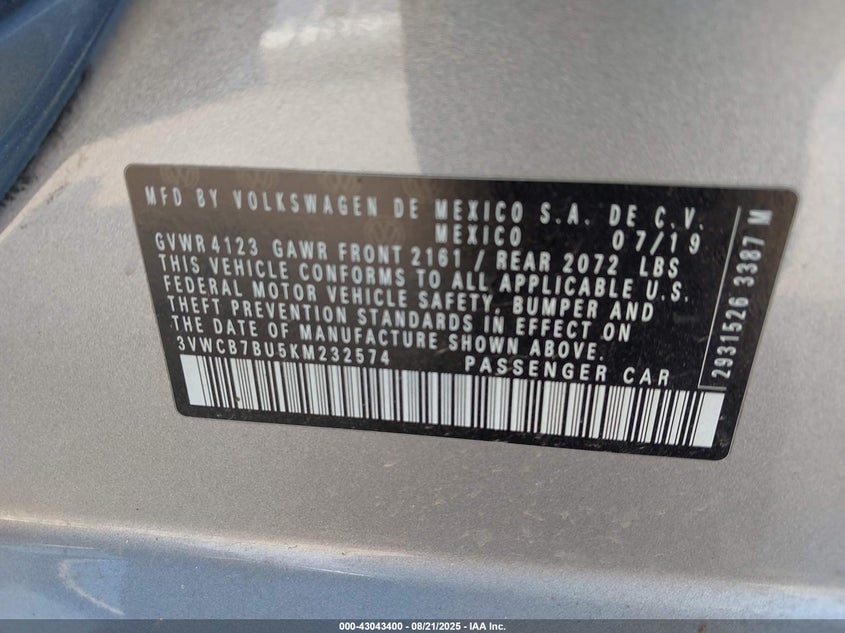 MFD BY VOLKSWAGEN DE MEXICO S.A. DE C.V.
MEXICO 07/19
GVWR 4123 GAWR FRONT 2161 / REAR 2072 LBS
THIS VEHICLE CONFORMS TO ALL APPLICABLE U.S.
FEDERAL MOTOR VEHICLE SAFETY, BUMPER AND
THEFT PREVENTION STANDARDS IN EFFECT ON
THE DATE OF MANUFACTURE SHOWN ABOVE.
3VWCB7BU5KM232574 PASSENGER CAR
2931526 3387 M
000-43043400 - 08/21/2025 - IAA Inc.